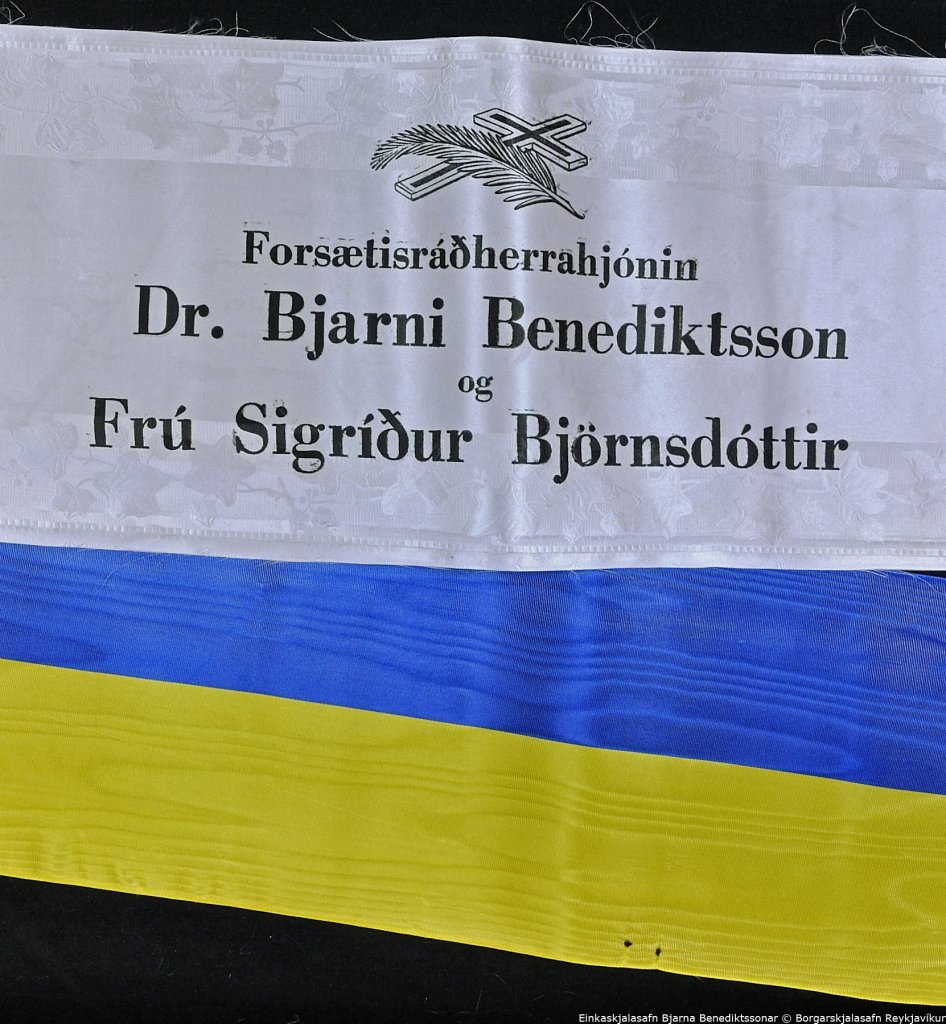 Forsætisráðherrahjónin
Dr. Bjarni Benediktsson
og
Frú Sigríður Björnsdóttir
Einkaskjalasafn Bjarna Benediktssonar © Borgarskjalasafn Reykjavíkur